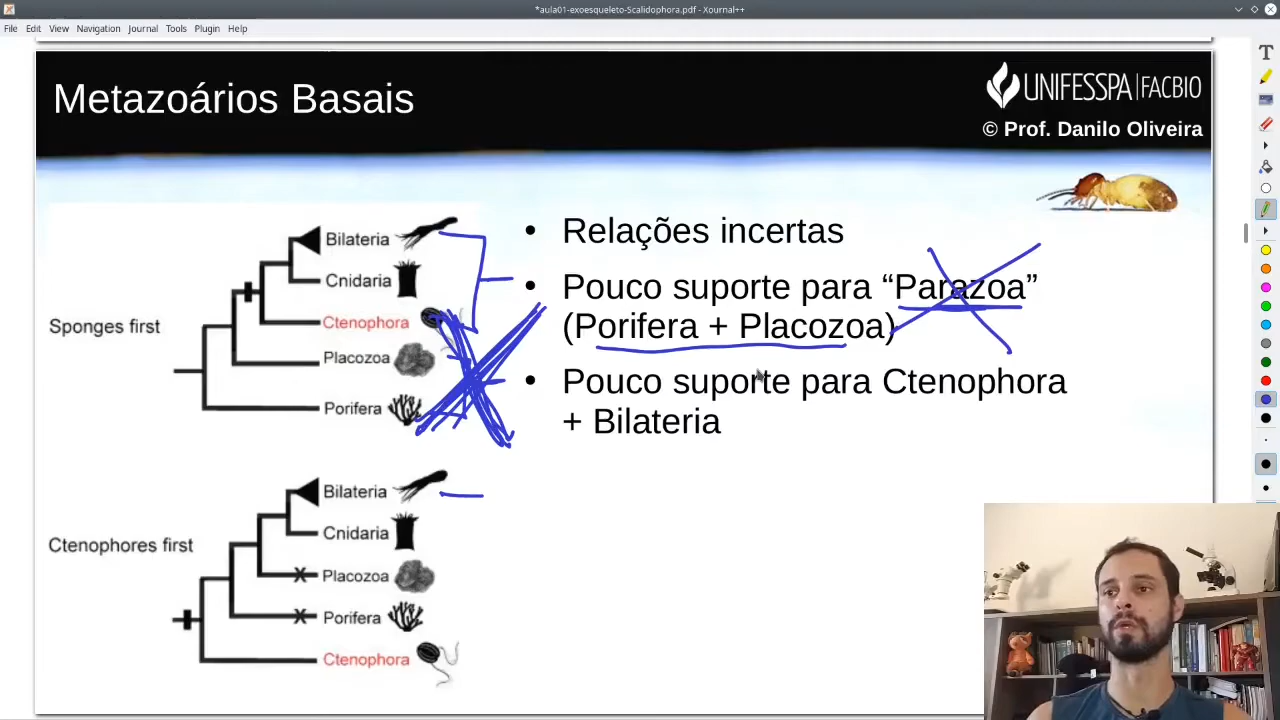 *aula01-exoesqueleto-Scalidophora.pdf - Xournal++
File Edit View Navigation Journal Tools Plugin Help
Metazoários Basais
UNIFESSPA|FACBIO
© Prof. Danilo Oliveira
Sponges first
Bilateria
Cnidaria
Ctenophora
Placozoa
Porifera
• Relações incertas
• Pouco suporte para “Parazoa”
(Porifera + Placozoa)
• Pouco suporte para Ctenophora
+ Bilateria
Ctenophores first
Bilateria
Cnidaria
Placozoa
Porifera
Ctenophora